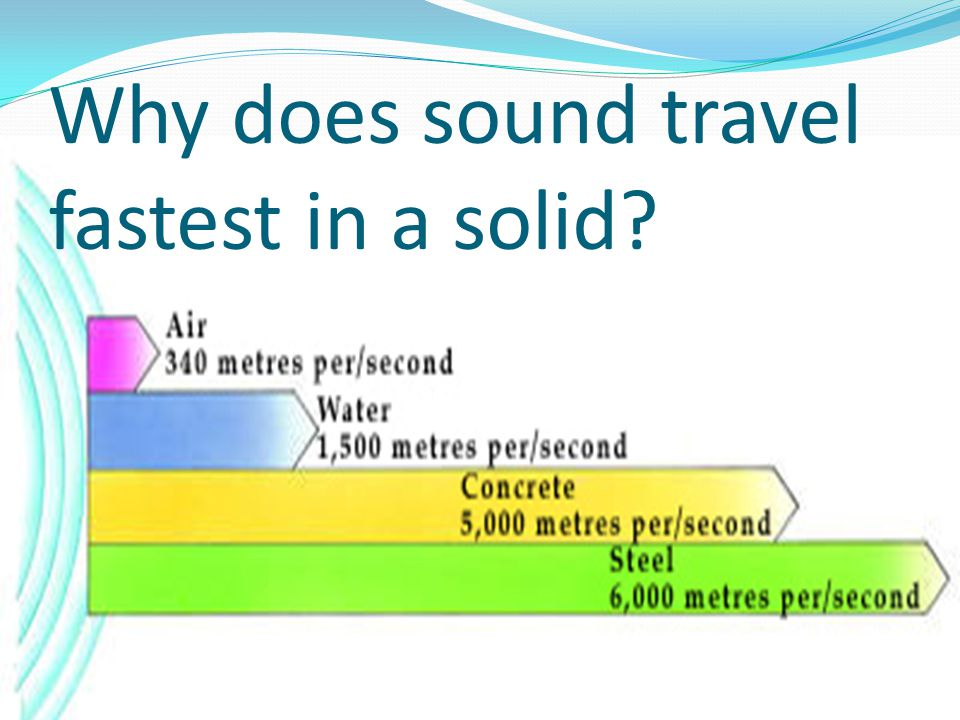 Why does sound travel
fastest in a solid?
Air
340 metres per/second
Water
1,500 metres per/second
Concrete
5,000 metres per/second
Steel
6,000 metres per/second